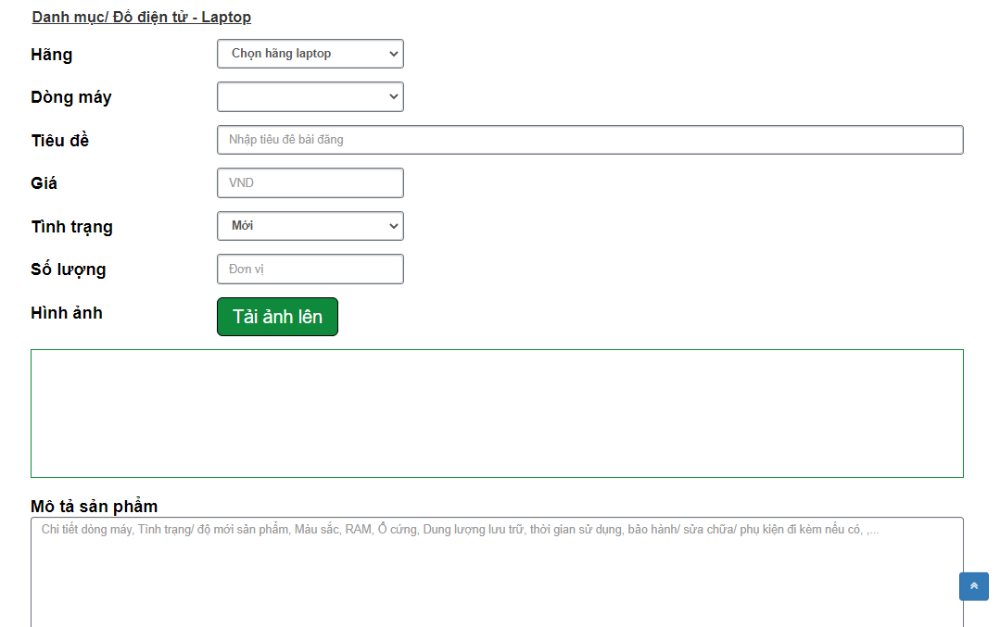 Danh mục/ Đồ điện tử - Laptop
Hãng
Chọn hãng laptop
Dòng máy
Tiêu đề
Nhập tiêu đề bài đăng
Giá
VND
Tình trạng
Mới
Số lượng
Đơn vị
Hình ảnh
Tải ảnh lên
Mô tả sản phẩm
Chi tiết dòng máy, Tình trạng/ độ mới sản phẩm, Màu sắc, RAM, Ổ cứng, Dung lượng lưu trữ, thời gian sử dụng, bảo hành/ sửa chữa/ phụ kiện đi kèm nếu có, ,...